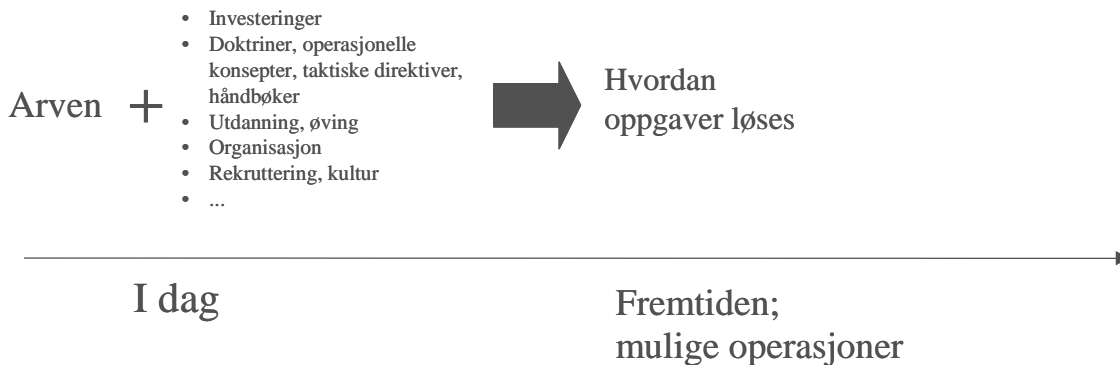 • Investeringer
• Doktriner, operasjonelle
konsepter, taktiske direktiver,
håndbøker
• Utdanning, øving
• Organisasjon
• Rekruttering, kultur
• ...
Arven +
Hvordan
oppgaver løses
I dag
Fremtiden;
mulige operasjoner